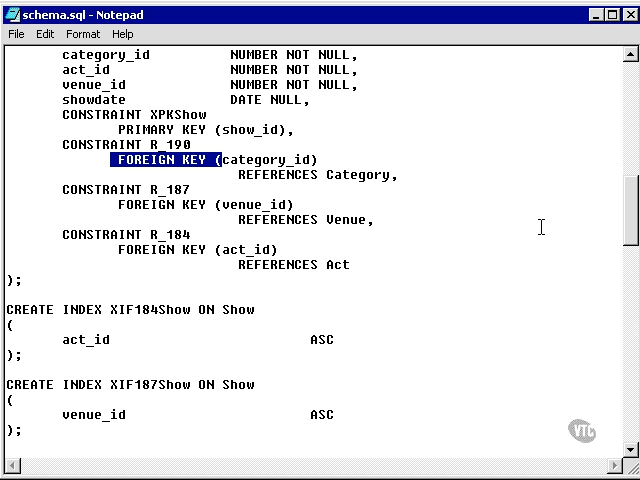 schema.sql - Notepad
File Edit Format Help
category_id NUMBER NOT NULL,
act_id NUMBER NOT NULL,
venue_id NUMBER NOT NULL,
showdate DATE NULL,
CONSTRAINT XPKShow
PRIMARY KEY (show_id),
CONSTRAINT R_190
FOREIGN KEY (category_id)
REFERENCES Category,
CONSTRAINT R_187
FOREIGN KEY (venue_id)
REFERENCES Venue,
CONSTRAINT R_184
FOREIGN KEY (act_id)
REFERENCES Act
);
CREATE INDEX XIF184Show ON Show
(
act_id ASC
);
CREATE INDEX XIF187Show ON Show
(
venue_id ASC
);
VTC